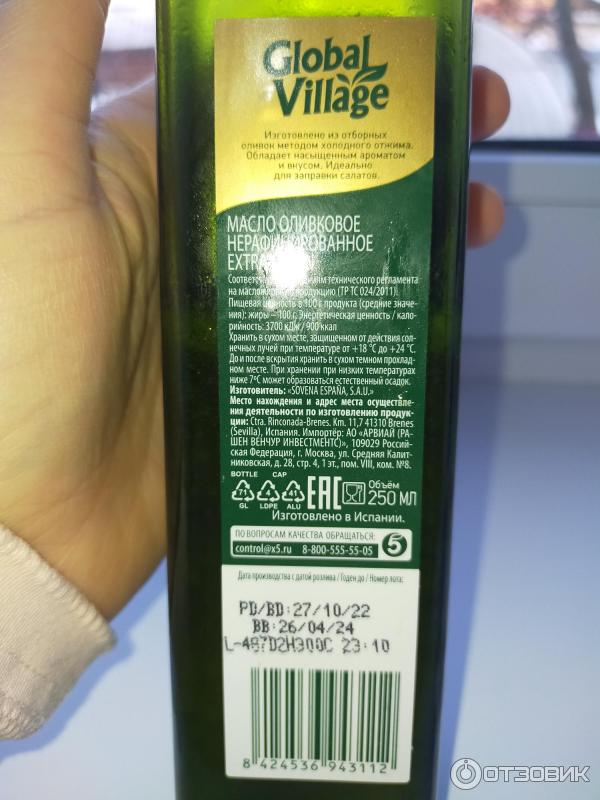 Global
Village
Изготовлено из отборных
оливок методом холодного отжима.
Обладает насыщенным ароматом
и вкусом. Идеально
для заправки салатов.
МАСЛО ОЛИВКОВОЕ
НЕРАФИНИРОВАННОЕ
EXTRA
технического регламента
на масложировую продукцию (ТР ТС 024/2011).
Пищевая ценность в 100 г продукта (средние значе-
ния): жиры – 100 г. Энергетическая ценность / кало-
рийность: 3700 кДж / 900 ккал
Хранить в сухом месте, защищенном от действия сол-
нечных лучей при температуре от +18 °С до +24 °С.
До и после вскрытия хранить в сухом темном прохлад-
ном месте. При хранении при низких температурах
ниже 7°С может образоваться естественный осадок.
Изготовитель: «SOVENA ESPAÑA, S.A.U.»
Место нахождения и адрес места осуществле-
ния деятельности по изготовлению продук-
ции: Ctra. Rinconada-Brenes. Km. 11,7 41310 Brenes
(Sevilla), Испания. Импортёр: АО «АРВИАЙ (РА-
ШЕН ВЕНЧУР ИНВЕСТМЕНТС)», 109029 Россий-
ская Федерация, г. Москва, ул. Средняя Калит-
никовская, д. 28, стр. 4, 1 эт., пом. VIII, ком. №8.
BOTTLE CAP
71 4 41 EAC Объём
GL LDPE ALU 250 МЛ
Изготовлено в Испании.
ПО ВОПРОСАМ КАЧЕСТВА ОБРАЩАТЬСЯ:
control@x5.ru 8-800-555-55-05 5
Дата производства с датой розлива / Годен до / Номер лота:
PD/BD:27/10/22
BB:26/04/24
L-487D2H300C 23:10
8 424536 943112
ОТЗОВИК